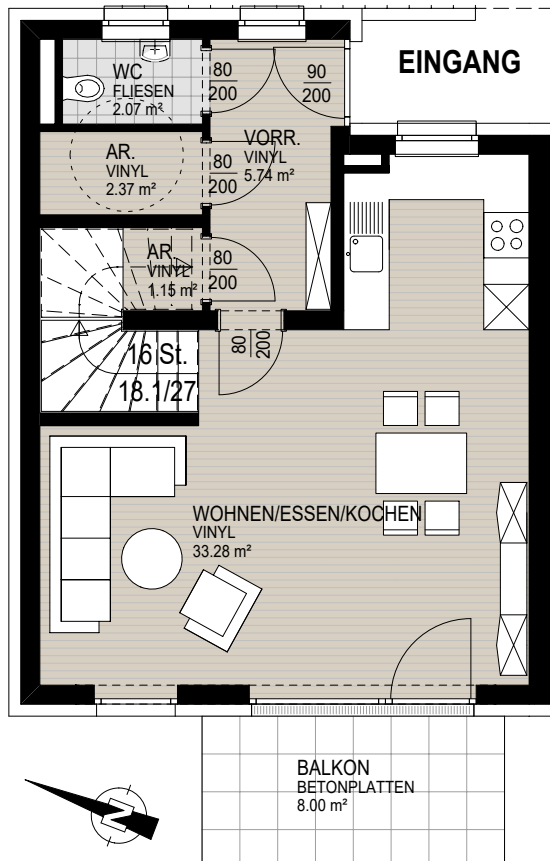 EINGANG
WC
FLIESEN
2.07 m²
80
200
90
200
VORR.
VINYL
5.74 m²
AR.
VINYL
2.37 m²
80
200
AR.
VINYL
1.15 m²
80
200
80
200
16 St.
18.1/27
WOHNEN/ESSEN/KOCHEN
VINYL
33.28 m²
BALKON
BETONPLATTEN
8.00 m²
N